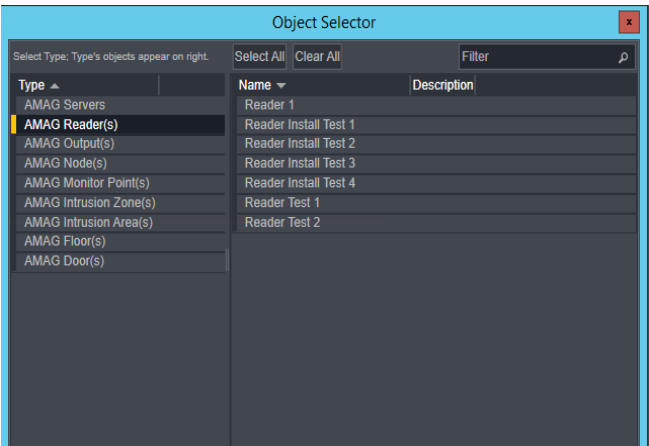 Object Selector
x
Select Type; Type's objects appear on right.
Select All Clear All Filter
Type
AMAG Servers
AMAG Reader(s)
AMAG Output(s)
AMAG Node(s)
AMAG Monitor Point(s)
AMAG Intrusion Zone(s)
AMAG Intrusion Area(s)
AMAG Floor(s)
AMAG Door(s)
Name Description
Reader 1
Reader Install Test 1
Reader Install Test 2
Reader Install Test 3
Reader Install Test 4
Reader Test 1
Reader Test 2